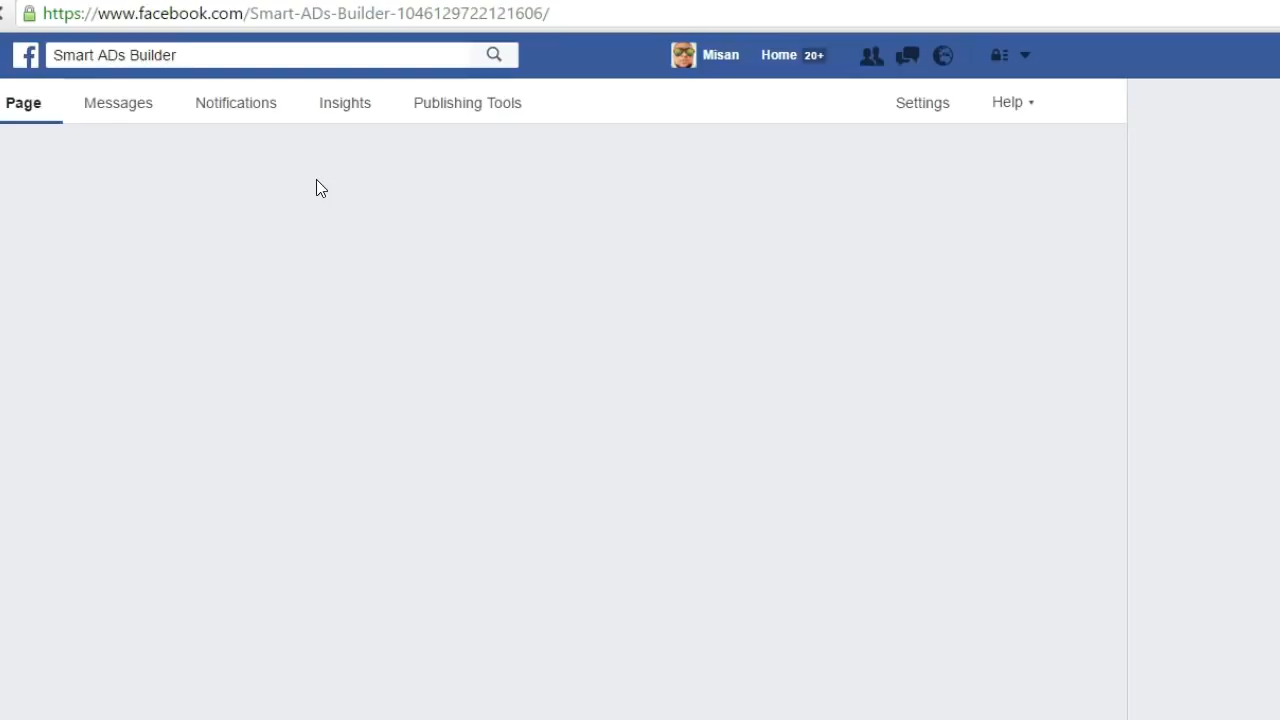 https://www.facebook.com/Smart-ADs-Builder-1046129722121606/
f Smart ADs Builder Misan Home 20+
Page Messages Notifications Insights Publishing Tools Settings Help